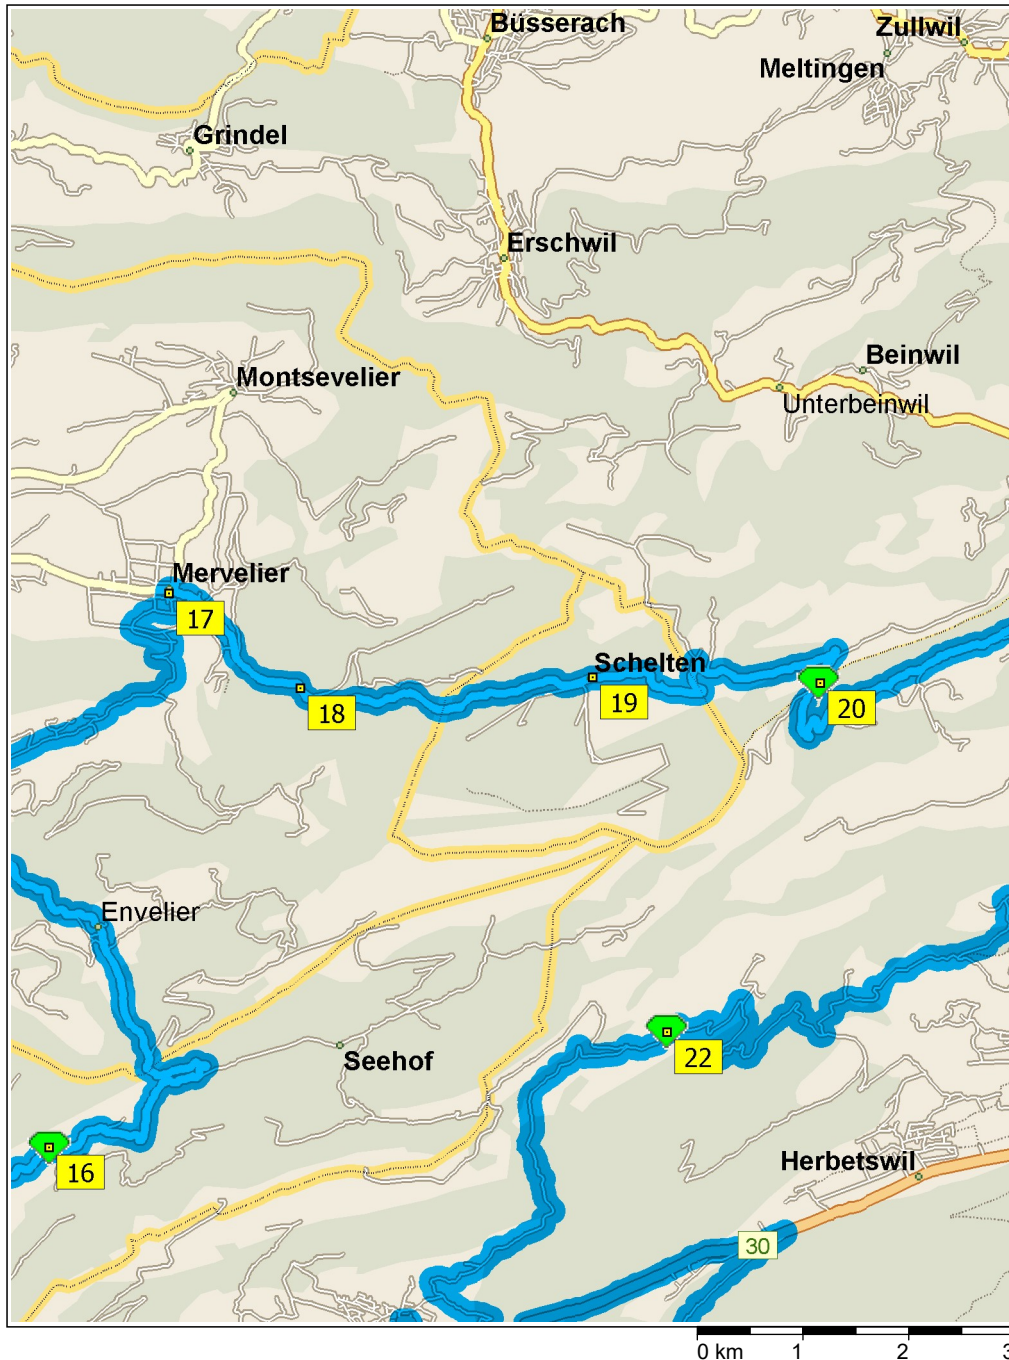 Büsserach
Zullwil
Meltingen
Grindel
Erschwil
Beinwil
Montsevelier
Unterbeinwil
Mervelier
17
Schelten
18
19
20
Envelier
22
Seehof
16
Herbetswil
30
0 km 1 2 3